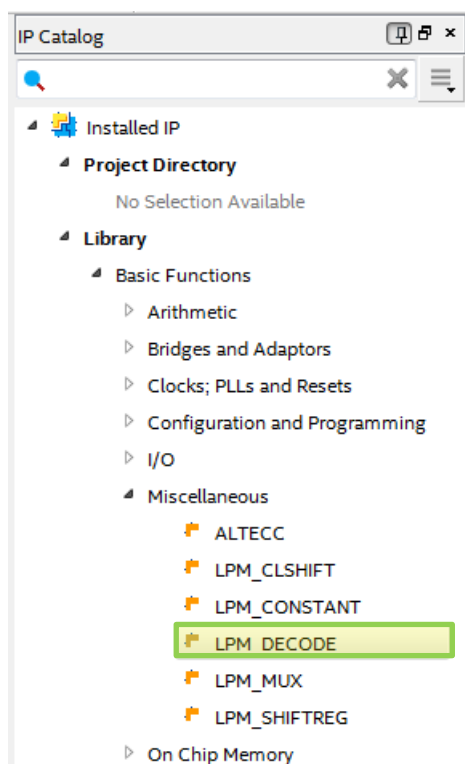 IP Catalog
Installed IP
Project Directory
No Selection Available
Library
Basic Functions
Arithmetic
Bridges and Adaptors
Clocks; PLLs and Resets
Configuration and Programming
I/O
Miscellaneous
ALTECC
LPM_CLSHIFT
LPM_CONSTANT
LPM_DECODE
LPM_MUX
LPM_SHIFTREG
On Chip Memory